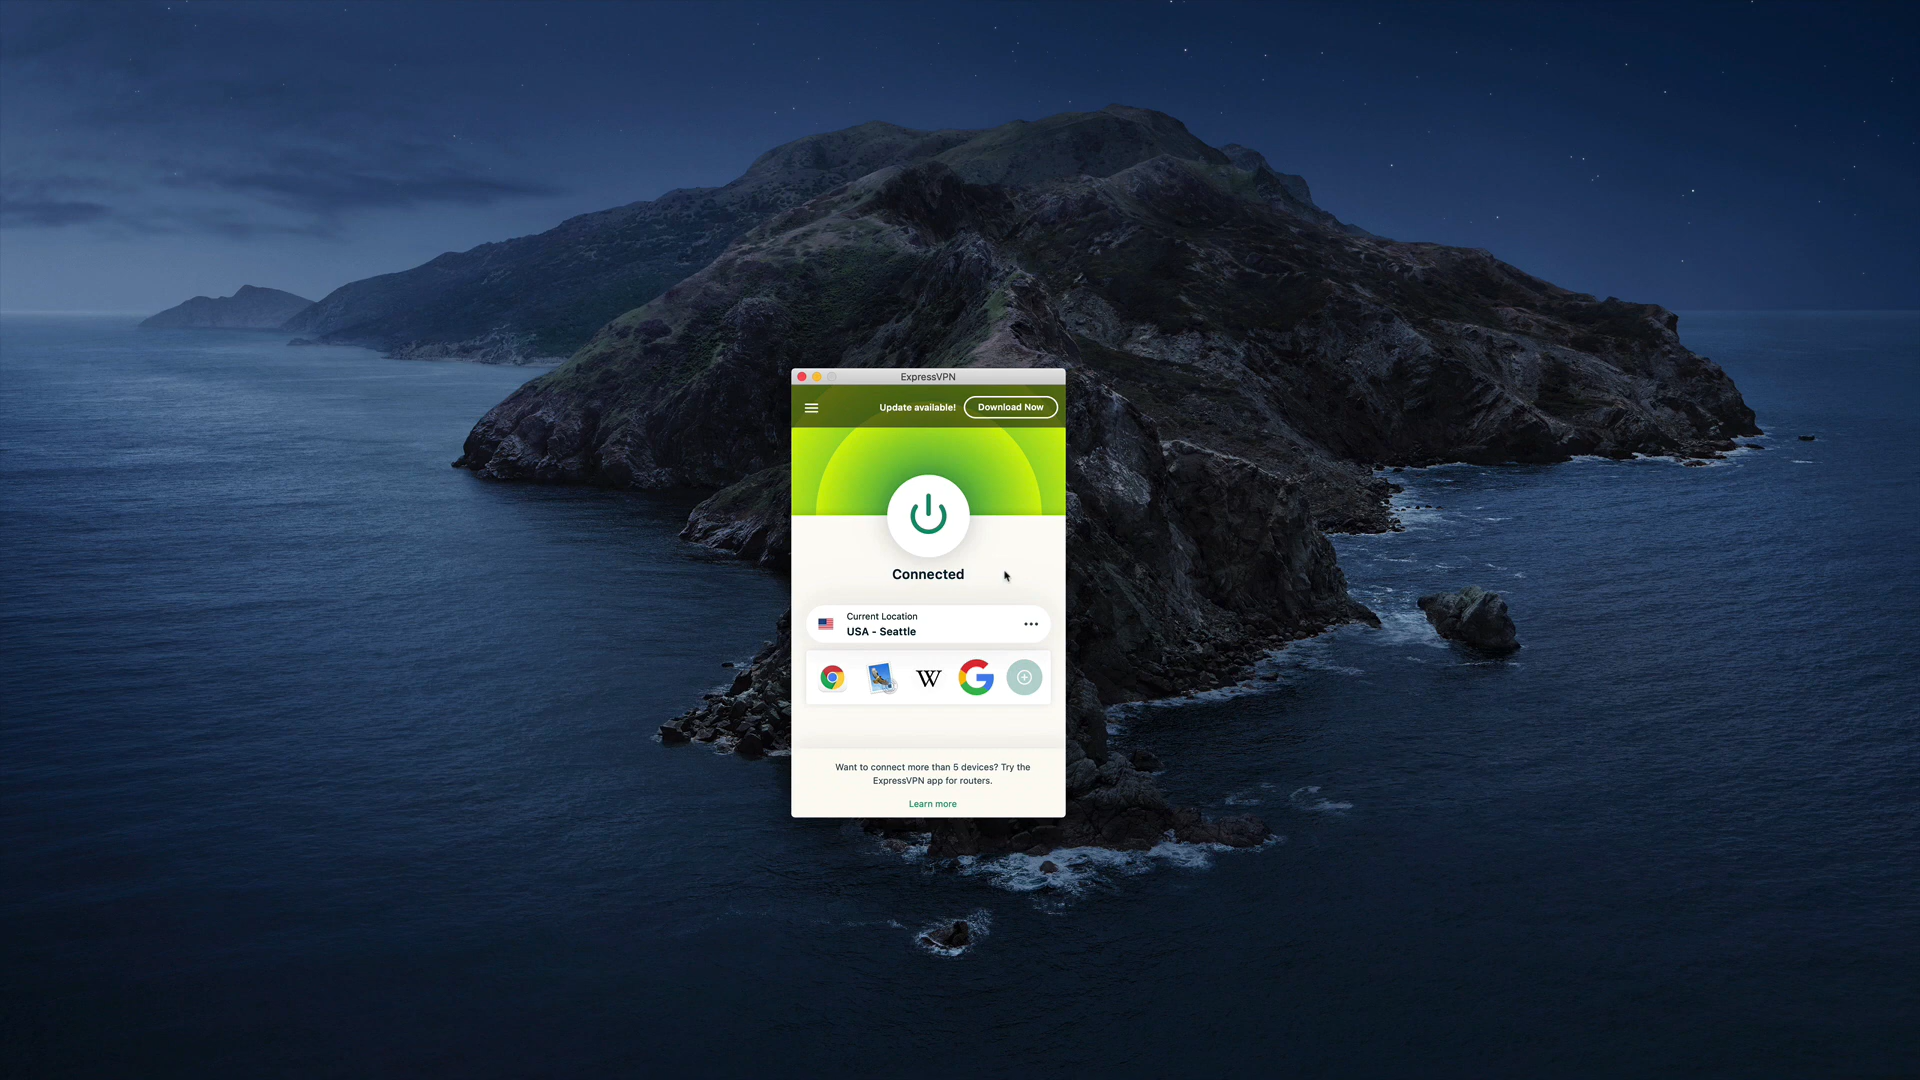 ExpressVPN
Update available! Download Now
Connected
Current Location
USA - Seattle
W
Want to connect more than 5 devices? Try the
ExpressVPN app for routers.
Learn more